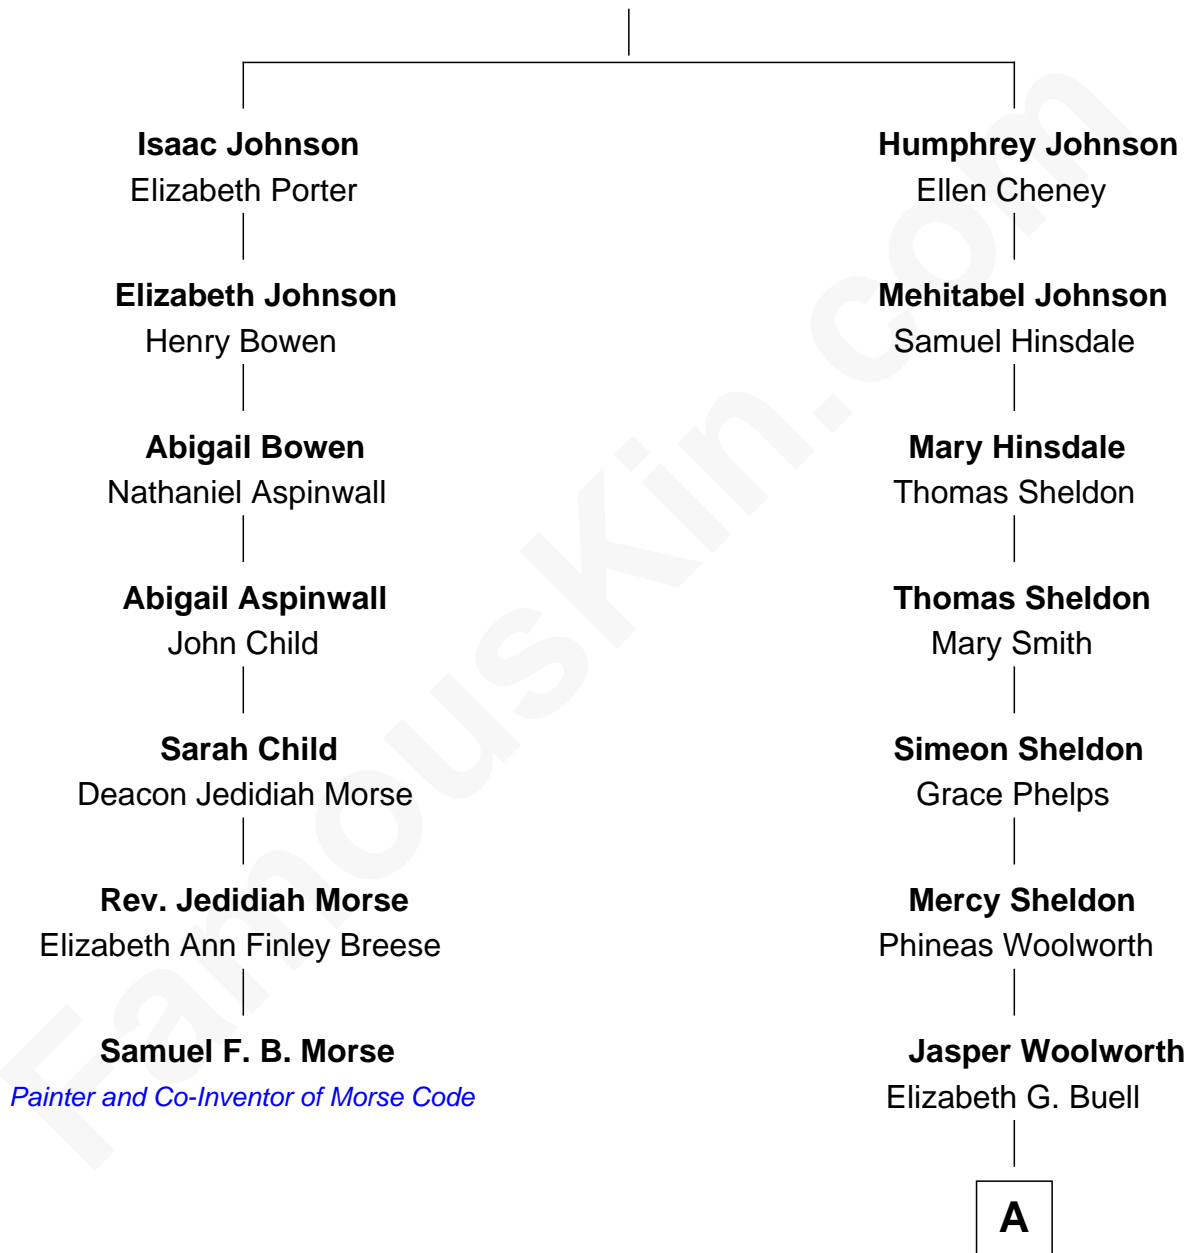 Isaac Johnson
Elizabeth Porter
Elizabeth Johnson
Henry Bowen
Abigail Bowen
Nathaniel Aspinwall
Abigail Aspinwall
John Child
Sarah Child
Deacon Jedidiah Morse
Rev. Jedidiah Morse
Elizabeth Ann Finley Breese
Samuel F. B. Morse
Painter and Co-Inventor of Morse Code
Humphrey Johnson
Ellen Cheney
Mehitabel Johnson
Samuel Hinsdale
Mary Hinsdale
Thomas Sheldon
Thomas Sheldon
Mary Smith
Simeon Sheldon
Grace Phelps
Mercy Sheldon
Phineas Woolworth
Jasper Woolworth
Elizabeth G. Buell
A
FamousKin.com